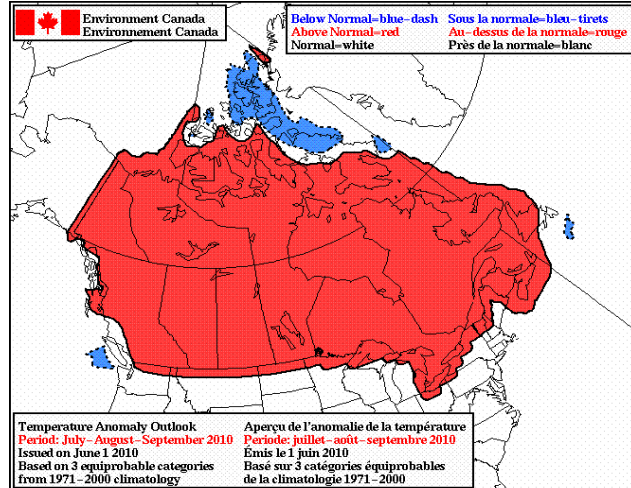 Environment Canada
Environnement Canada
Below Normal=blue-dash Sous la normale=bleu-tirets
Above Normal=red Au-dessus de la normale=rouge
Normal=white Près de la normale=blanc
Temperature Anomaly Outlook
Period: July-August-September 2010
Issued on June 1 2010
Based on 3 equiprobable categories
from 1971-2000 climatology
Aperçu de l'anomalie de la température
Periode: juillet-août-septembre 2010
Émis le 1 juin 2010
Basé sur 3 catégories équiprobables
de la climatologie 1971-2000